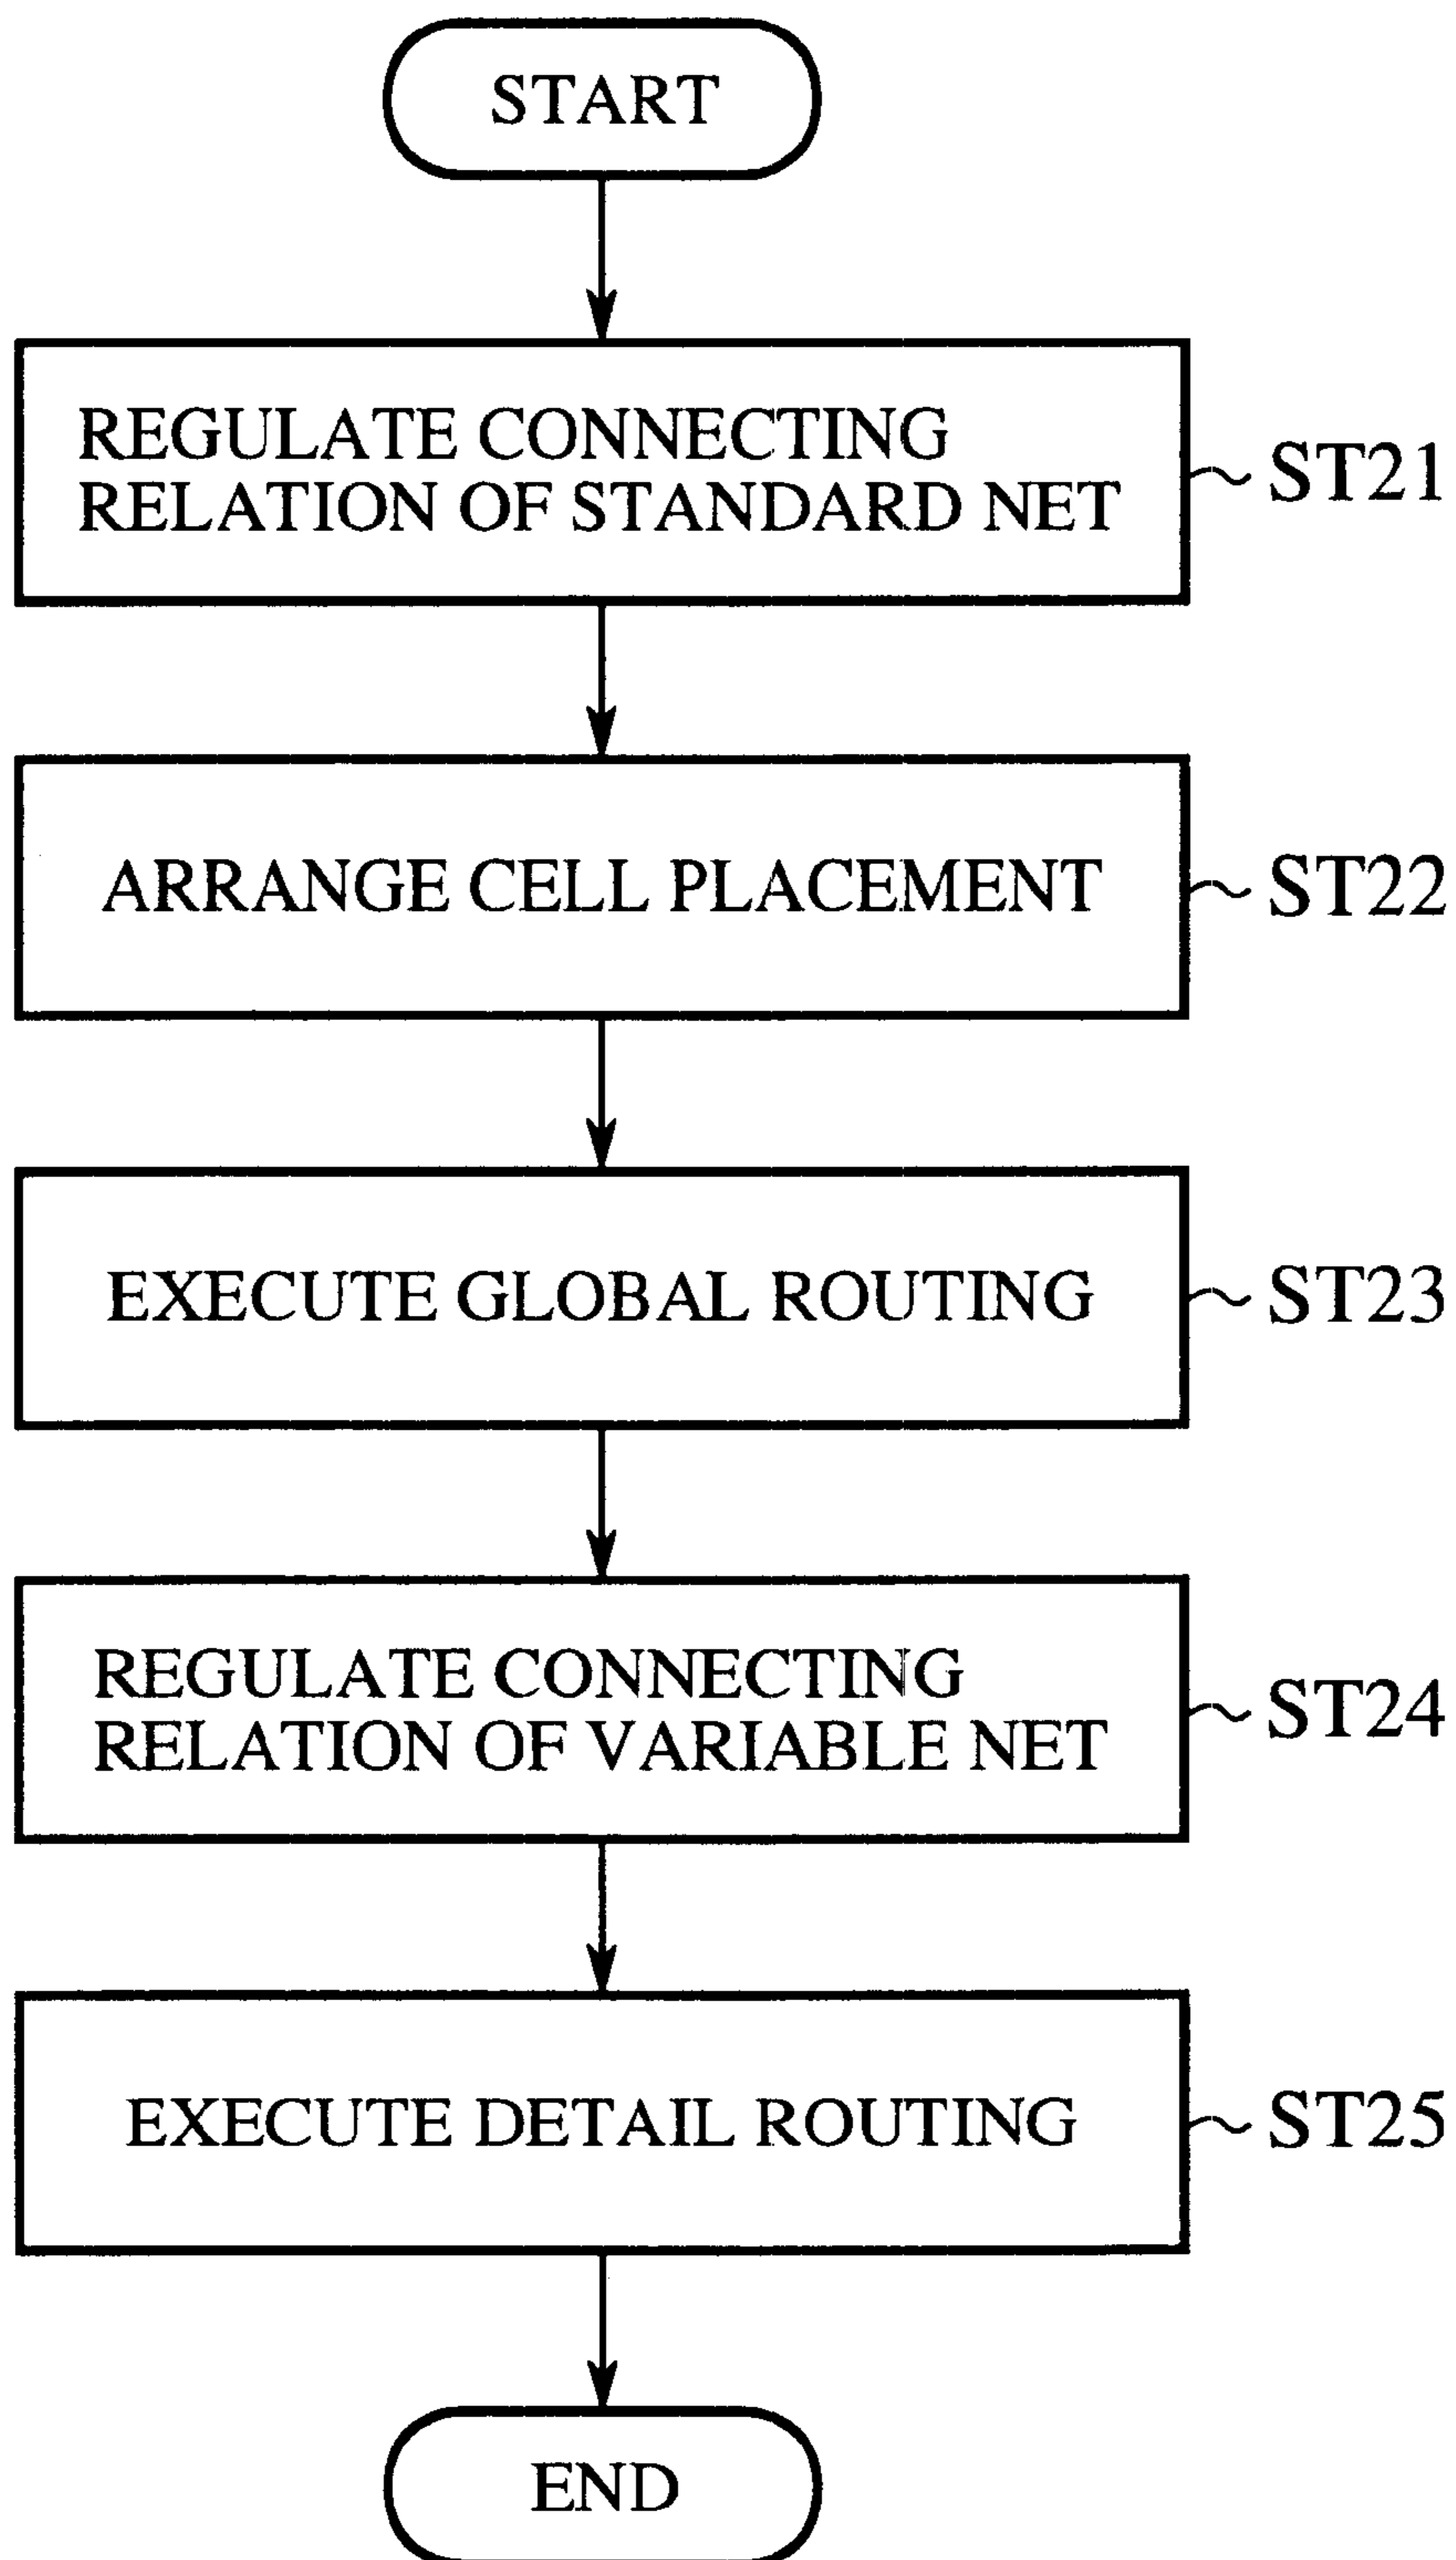 START
REGULATE CONNECTING
RELATION OF STANDARD NET
ST21
ARRANGE CELL PLACEMENT
ST22
EXECUTE GLOBAL ROUTING
ST23
REGULATE CONNECTING
RELATION OF VARIABLE NET
ST24
EXECUTE DETAIL ROUTING
ST25
END